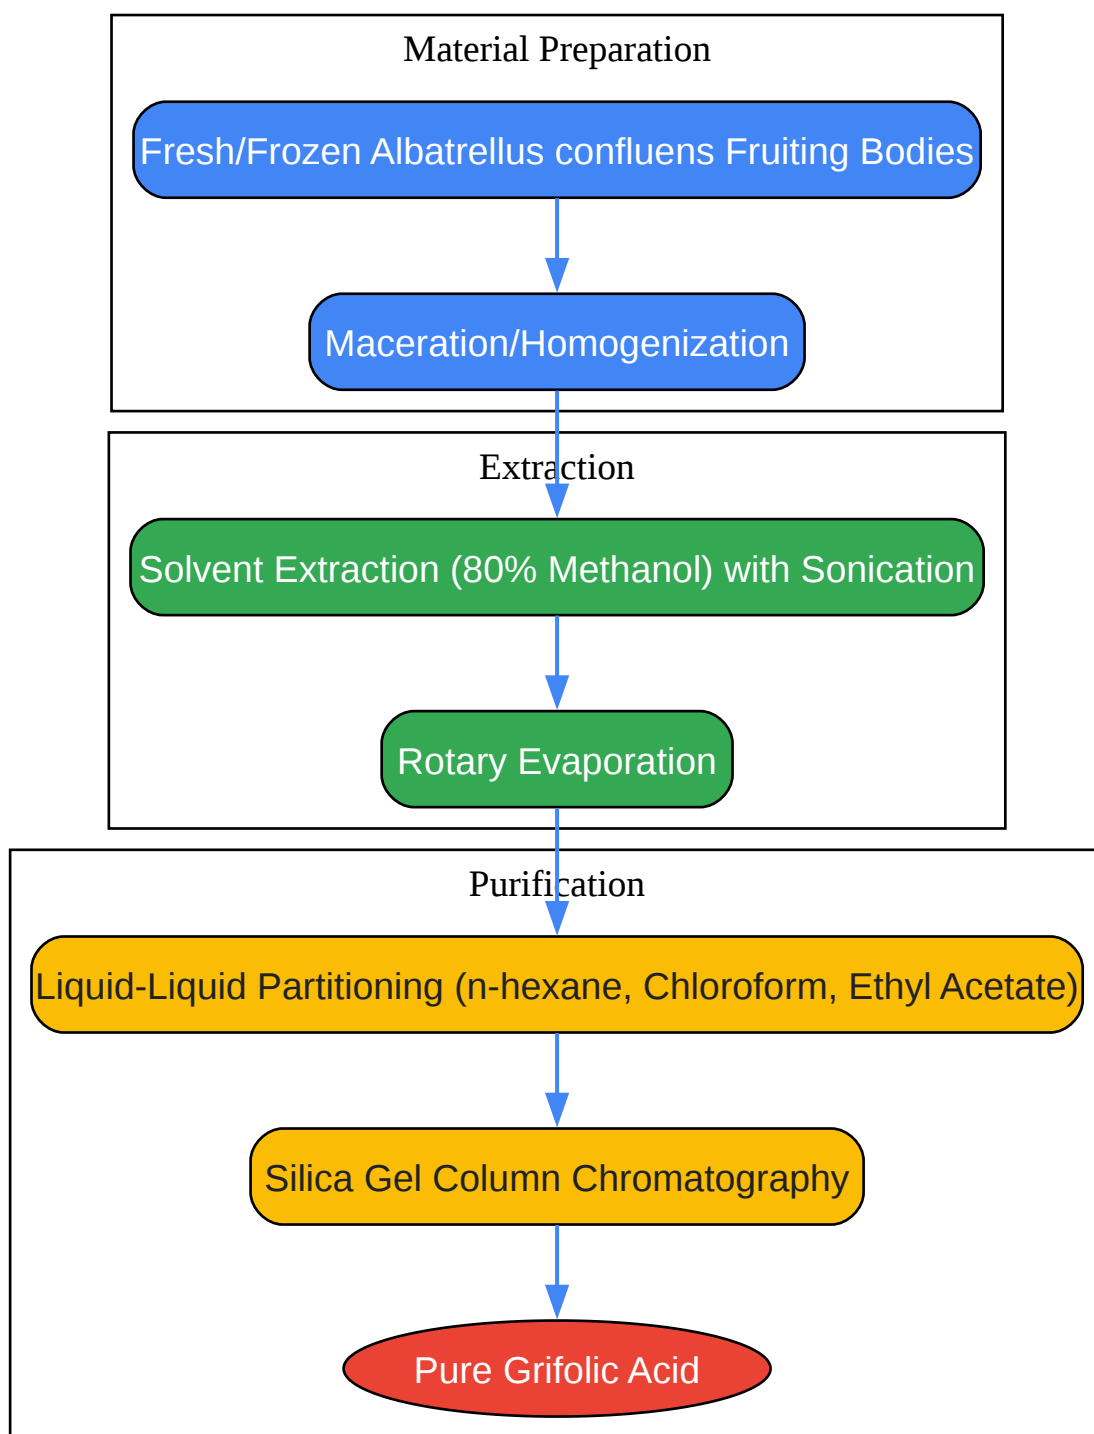 Material Preparation
Fresh/Frozen Albatrellus confluens Fruiting Bodies
Maceration/Homogenization
Extraction
Solvent Extraction (80% Methanol) with Sonication
Rotary Evaporation
Purification
Liquid-Liquid Partitioning (n-hexane, Chloroform, Ethyl Acetate)
Silica Gel Column Chromatography
Pure Grifolic Acid